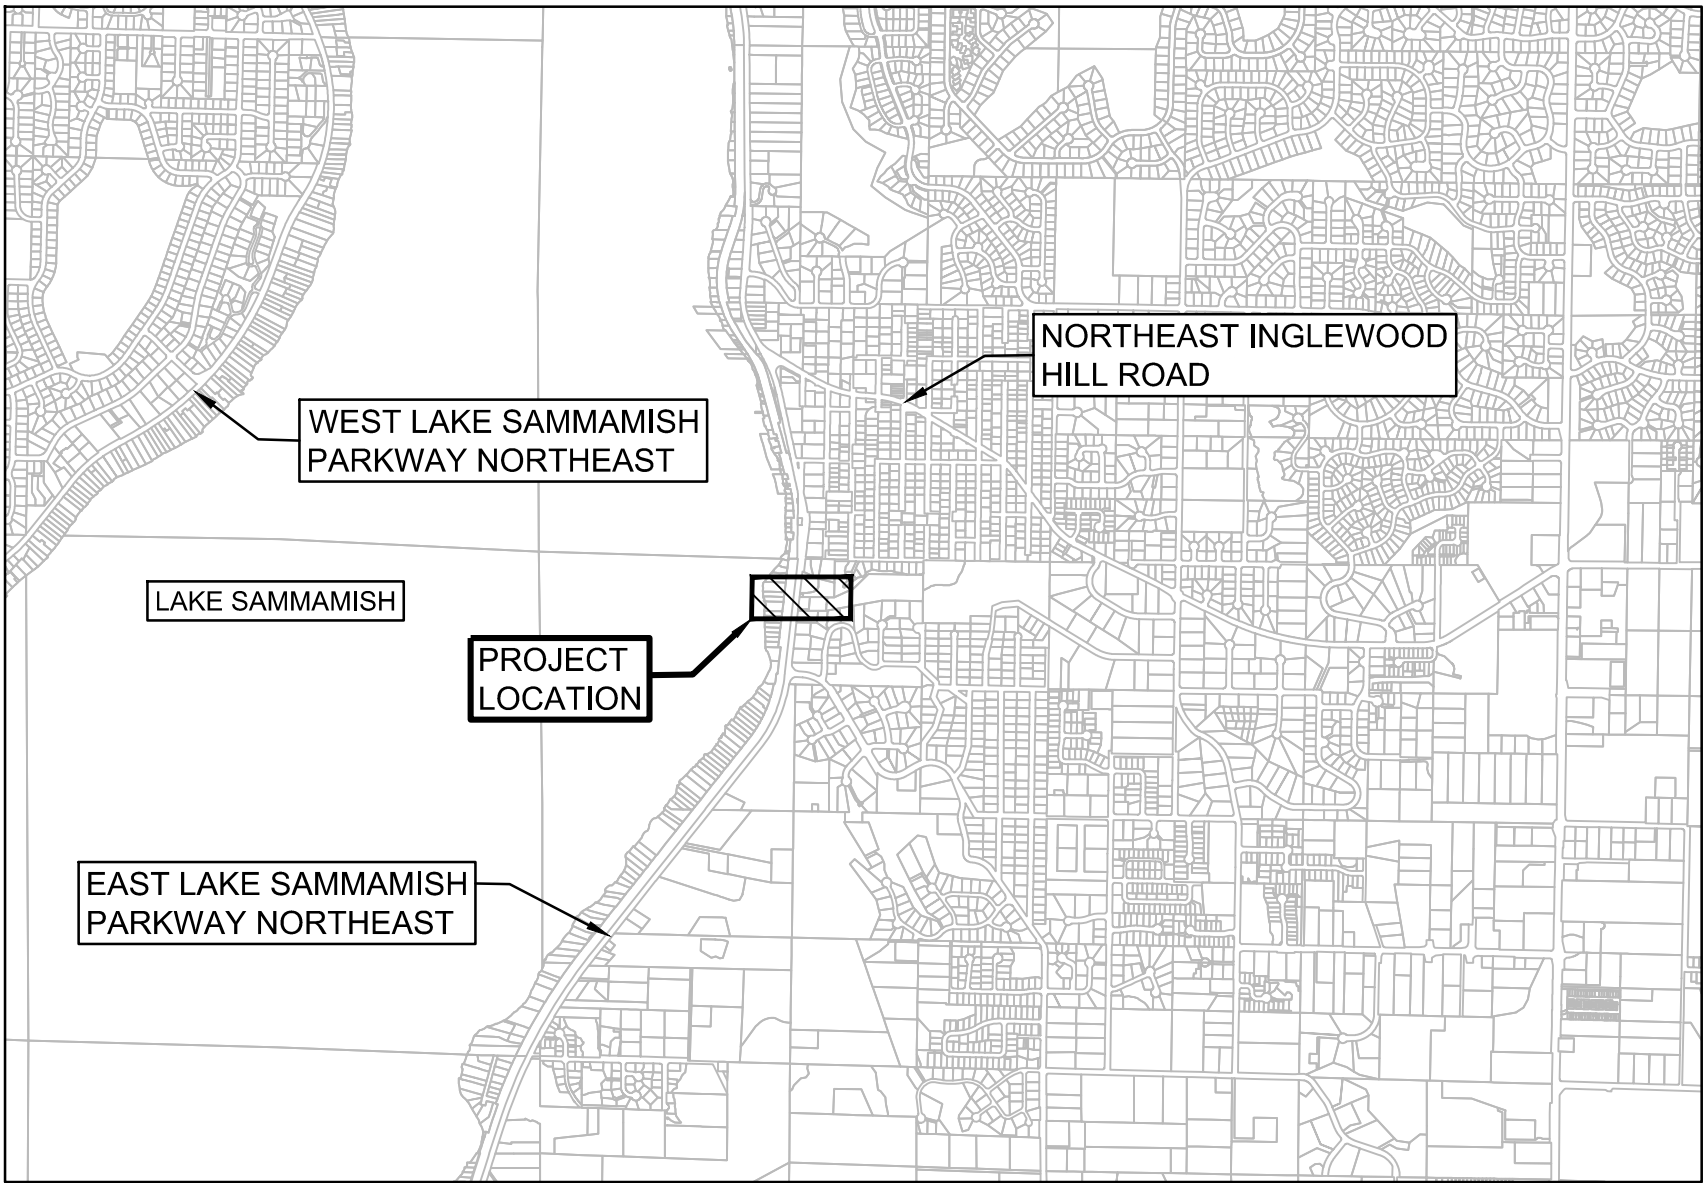 NORTHEAST INGLEWOOD
HILL ROAD
WEST LAKE SAMMAMISH
PARKWAY NORTHEAST
LAKE SAMMAMISH
PROJECT
LOCATION
EAST LAKE SAMMAMISH
PARKWAY NORTHEAST